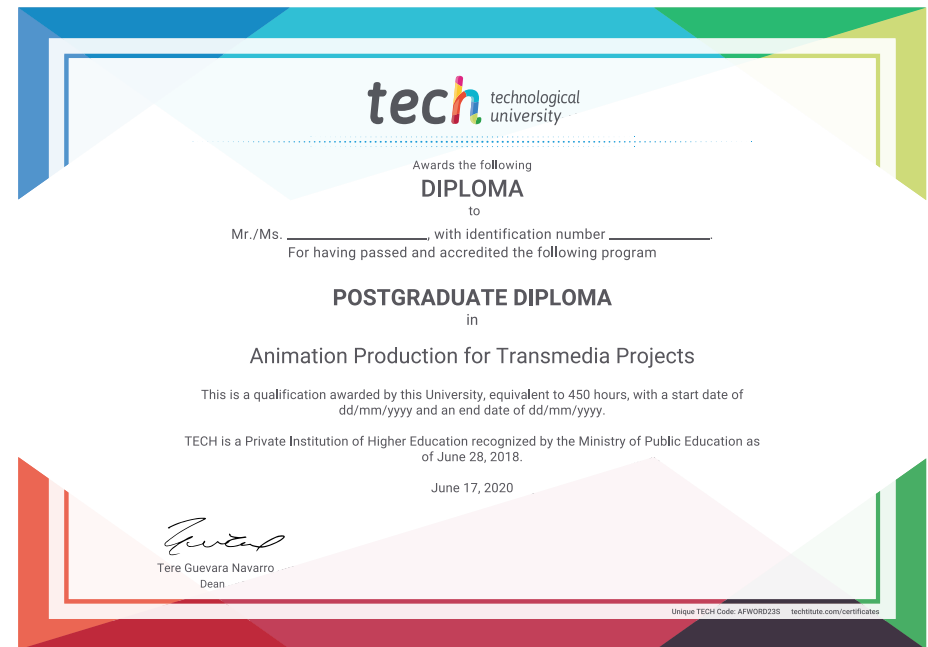 tech technological
university
Awards the following
DIPLOMA
to
Mr./Ms. ____________________, with identification number ______________.
For having passed and accredited the following program
POSTGRADUATE DIPLOMA
in
Animation Production for Transmedia Projects
This is a qualification awarded by this University, equivalent to 450 hours, with a start date of
dd/mm/yyyy and an end date of dd/mm/yyyy.
TECH is a Private Institution of Higher Education recognized by the Ministry of Public Education as
of June 28, 2018.
June 17, 2020
Tere Guevara Navarro
Dean
Unique TECH Code: AFWORD23S techtitute.com/certificates